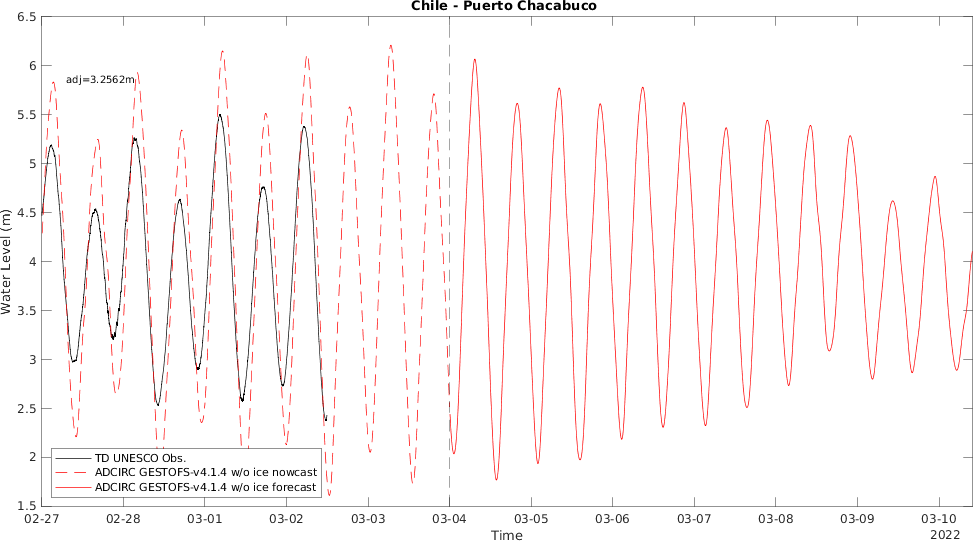 Chile - Puerto Chacabuco
6.5
6
5.5
5
4.5
4
3.5
3
2.5
2
1.5
Water Level (m)
adj=3.2562m
TD UNESCO Obs.
ADCIRC GESTOFS-v4.1.4 w/o ice nowcast
ADCIRC GESTOFS-v4.1.4 w/o ice forecast
02-27 02-28 03-01 03-02 03-03 03-04 03-05 03-06 03-07 03-08 03-09 03-10
Time
2022